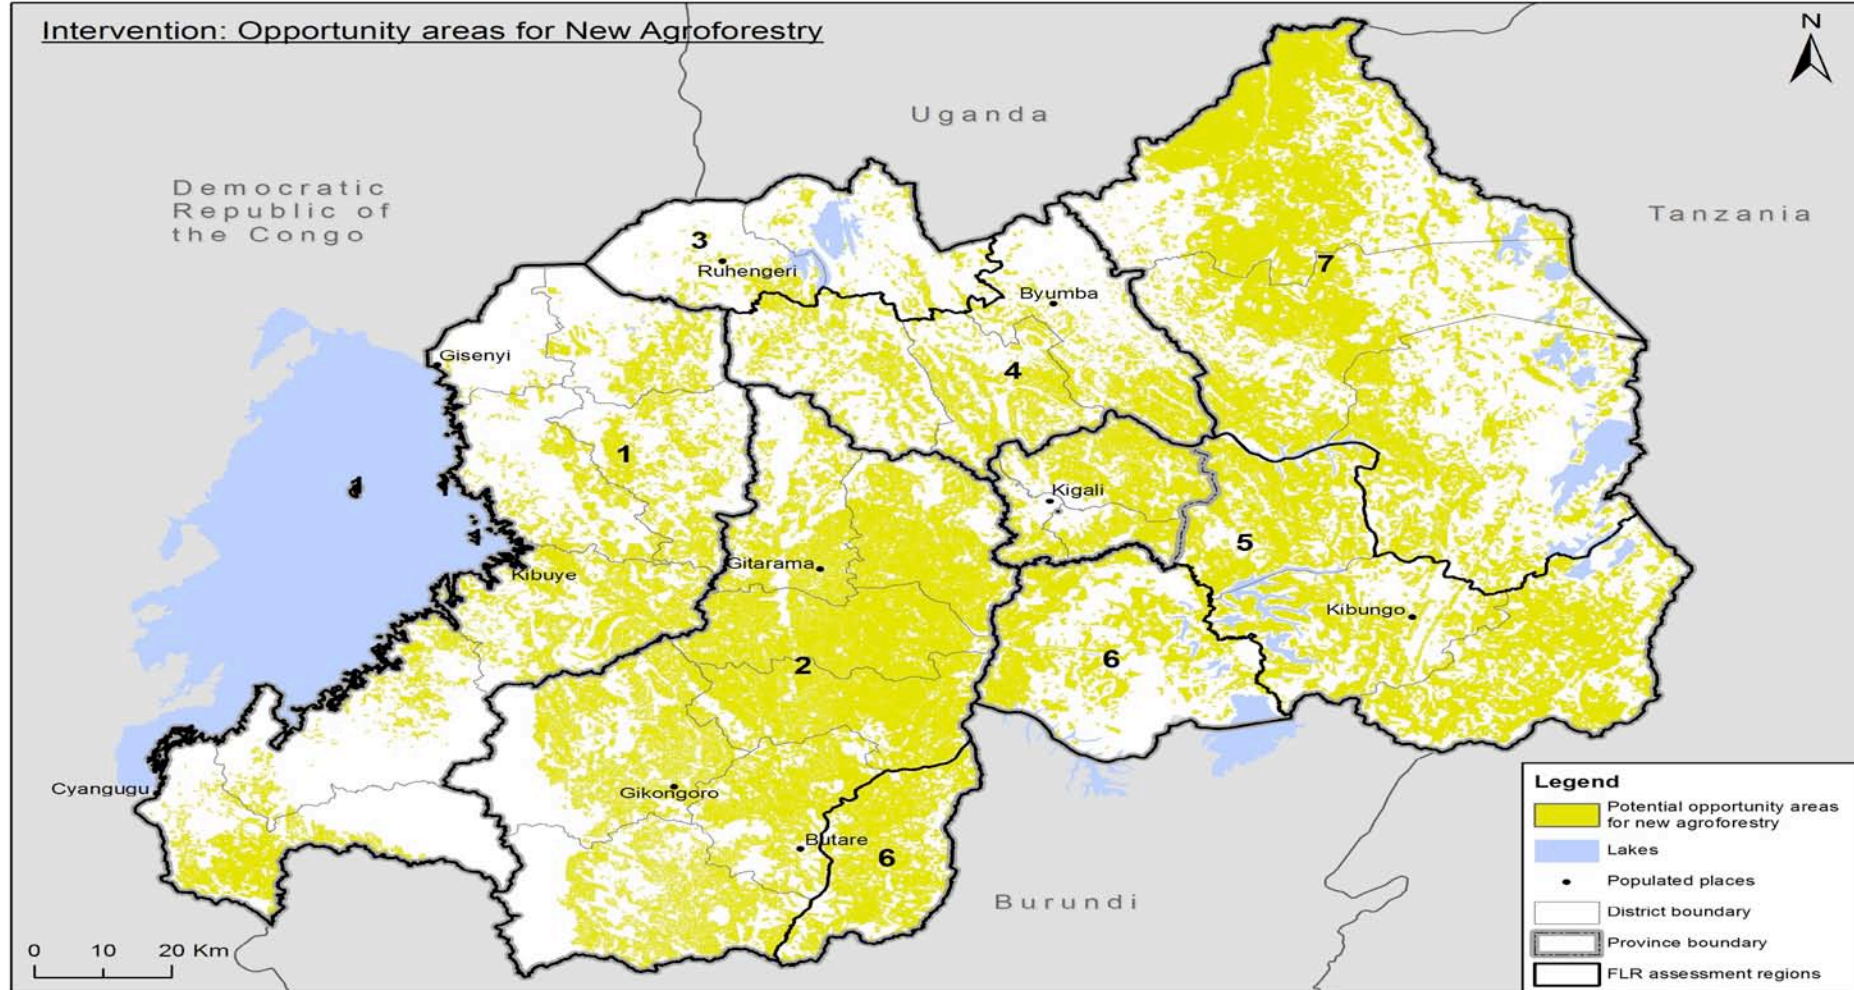 Intervention: Opportunity areas for New Agroforestry
N
Uganda
Democratic
Republic of
the Congo
Tanzania
3
Ruhengeri
7
Byumba
Gisenyi
4
1
Kigali
5
Gitarama
Kibuye
Kibungo
2
6
Cyangugu
Gikongoro
Butare
6
Burundi
0 10 20 Km
Legend
Potential opportunity areas
for new agroforestry
Lakes
Populated places
District boundary
Province boundary
FLR assessment regions